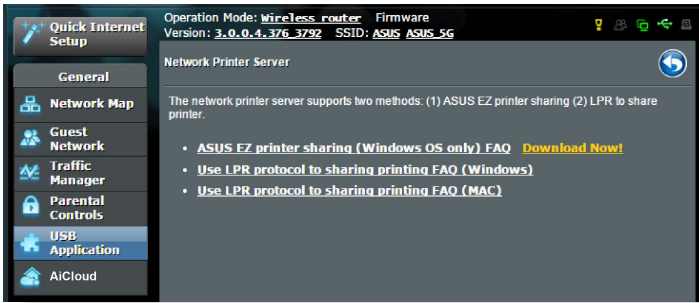 Quick Internet
Setup
Operation Mode: Wireless router Firmware
Version: 3.0.0.4.376_3792 SSID: ASUS ASUS_5G
General
Network Map
Guest
Network
Traffic
Manager
Parental
Controls
USB
Application
AiCloud
Network Printer Server
The network printer server supports two methods: (1) ASUS EZ printer sharing (2) LPR to share
printer.
• ASUS EZ printer sharing (Windows OS only) FAQ Download Now!
• Use LPR protocol to sharing printing FAQ (Windows)
• Use LPR protocol to sharing printing FAQ (MAC)